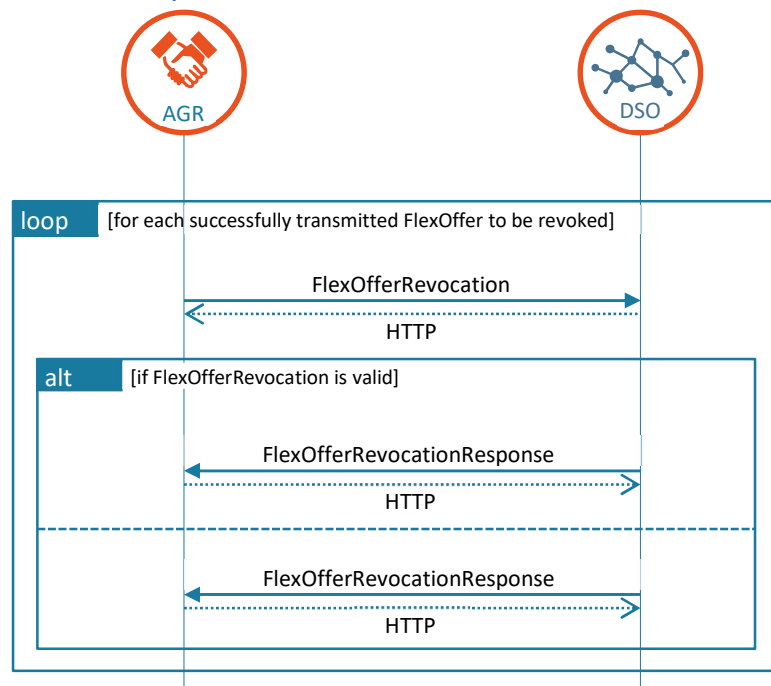 AGR
DSO
loop
[for each successfully transmitted FlexOffer to be revoked]
FlexOfferRevocation
HTTP
alt
[if FlexOfferRevocation is valid]
FlexOfferRevocationResponse
HTTP
FlexOfferRevocationResponse
HTTP